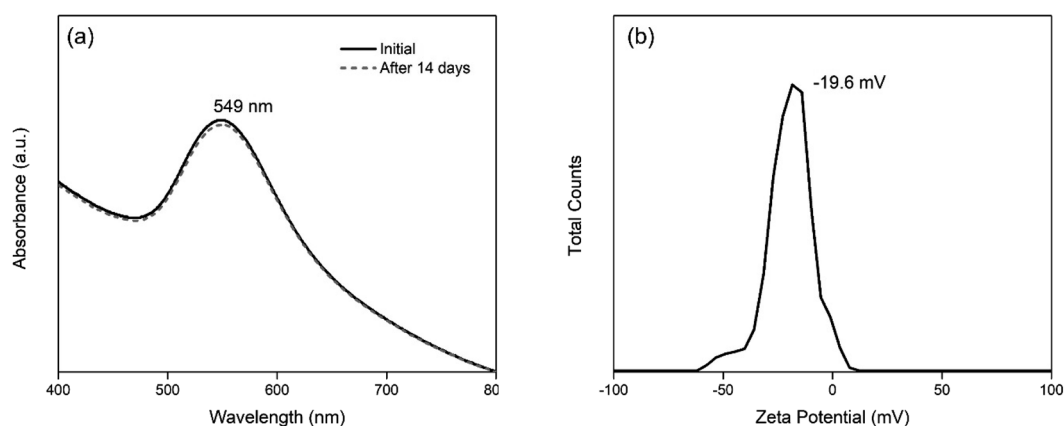 (a)
Initial
After 14 days
549 nm
Absorbance (a.u.)
400
500
600
700
80
Wavelength (nm)
(b)
-19.6 mV
Total Counts
-100
-50
0
50
100
Zeta Potential (mV)